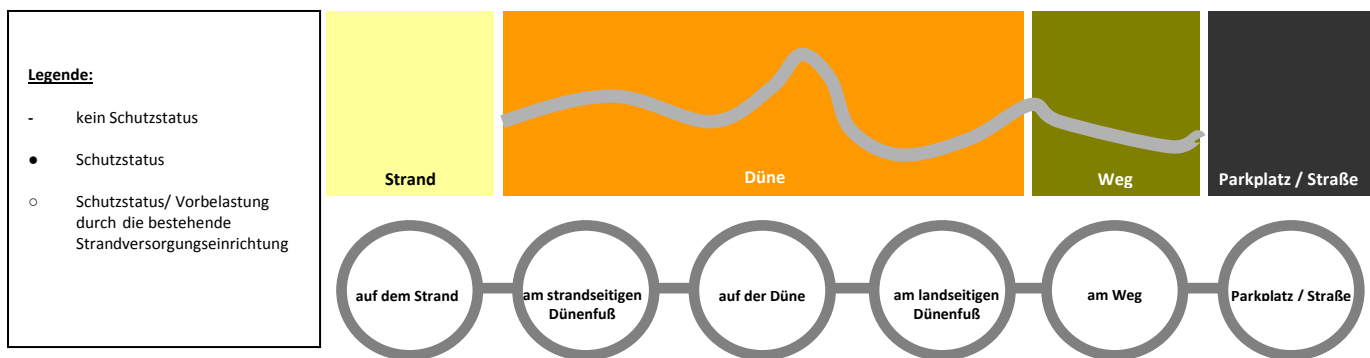 Legende:
- kein Schutzstatus
● Schutzstatus
○ Schutzstatus/ Vorbelastung
durch die bestehende
Strandversorgungseinrichtung
Strand
Düne
Weg
Parkplatz / Straße
auf dem Strand
am strandseitigen
Dünenfuß
auf der Düne
am landseitigen
Dünenfuß
am Weg
Parkplatz / Straße